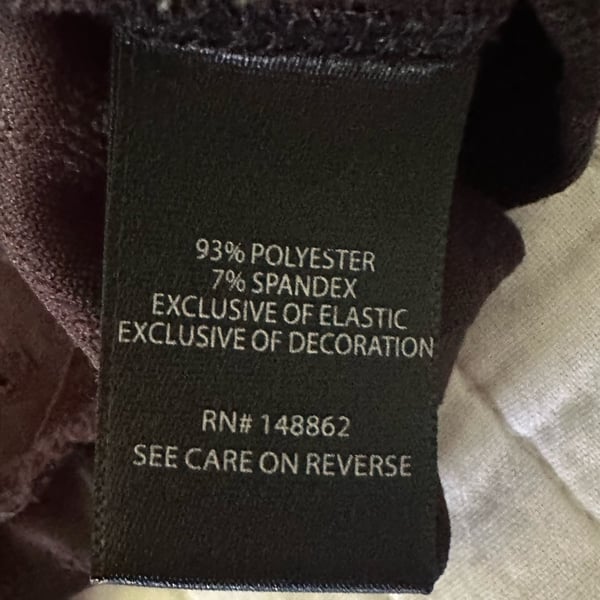 93% POLYESTER
7% SPANDEX
EXCLUSIVE OF ELASTIC
EXCLUSIVE OF DECORATION
RN# 148862
SEE CARE ON REVERSE